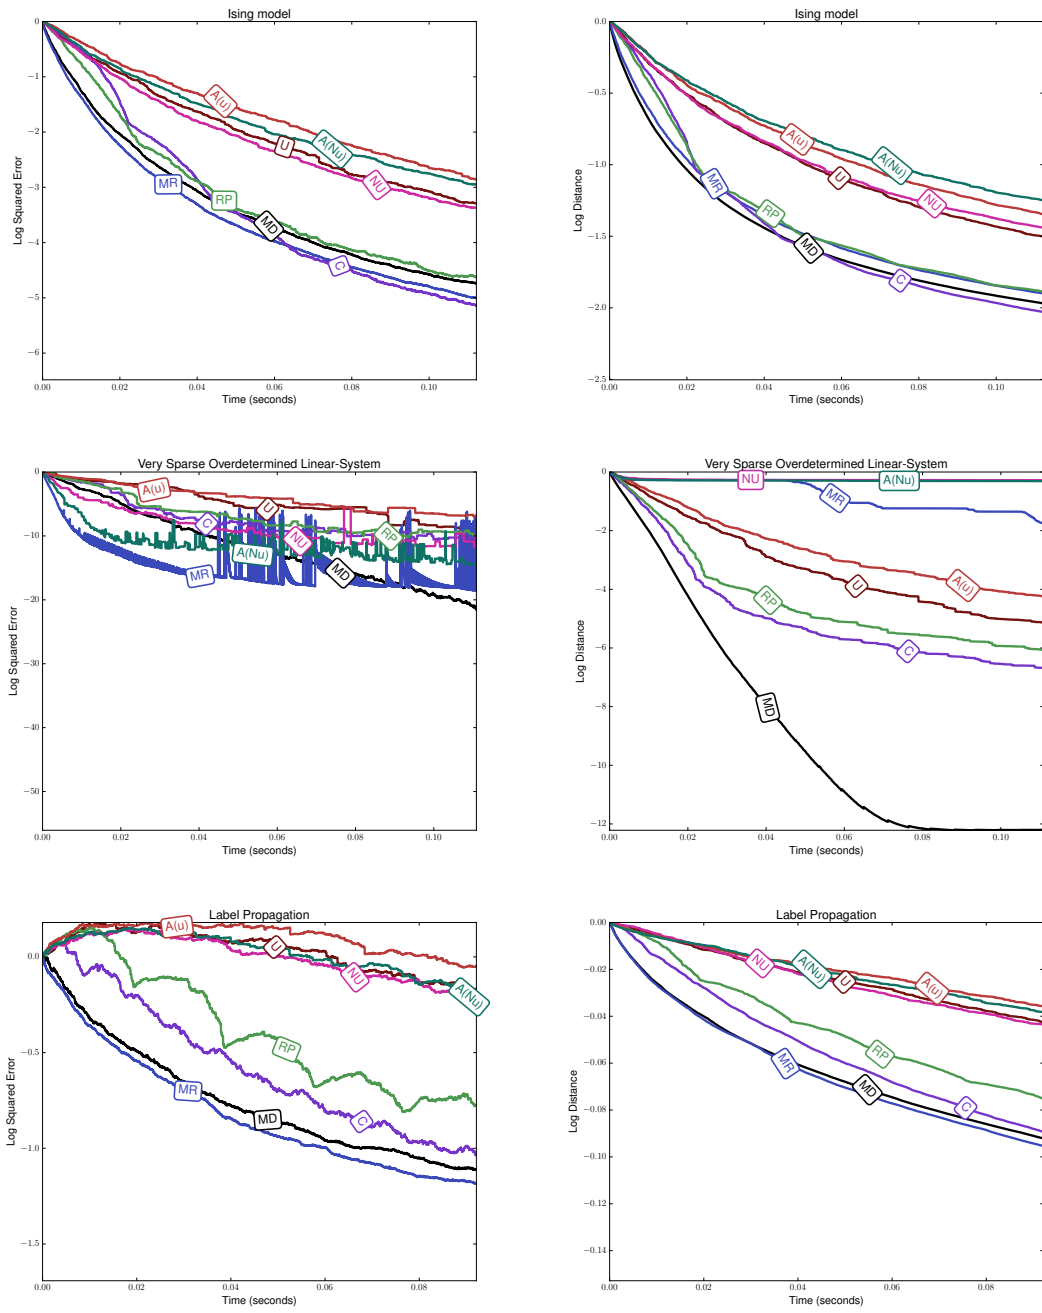 Ising model
0
−1
−2
−3
−4
−5
−6
Log Squared Error
A(u)
A(Nu)
U
NU
MR
RP
MD
C
0.00 0.02 0.04 0.06 0.08 0.10
Time (seconds)
Ising model
0.0
−0.5
−1.0
−1.5
−2.0
−2.5
Log Distance
A(u)
A(Nu)
U
NU
MR
RP
MD
C
0.00 0.02 0.04 0.06 0.08 0.10
Time (seconds)
Very Sparse Overdetermined Linear-System
0
−10
−20
−30
−40
−50
Log Squared Error
A(u)
U
C
NU
RP
A(Nu)
MR
MD
0.00 0.02 0.04 0.06 0.08 0.10
Time (seconds)
Very Sparse Overdetermined Linear-System
0
−2
−4
−6
−8
−10
−12
Log Distance
NU
A(Nu)
MR
A(u)
U
RP
C
MD
0.00 0.02 0.04 0.06 0.08 0.10
Time (seconds)
Label Propagation
0.0
−0.5
−1.0
−1.5
Log Squared Error
A(u)
U
NU
A(Nu)
RP
MR
MD
C
0.00 0.02 0.04 0.06 0.08
Time (seconds)
Label Propagation
0.00
−0.02
−0.04
−0.06
−0.08
−0.10
−0.12
−0.14
Log Distance
NU
A(Nu)
U
A(u)
RP
MR
MD
C
0.00 0.02 0.04 0.06 0.08
Time (seconds)